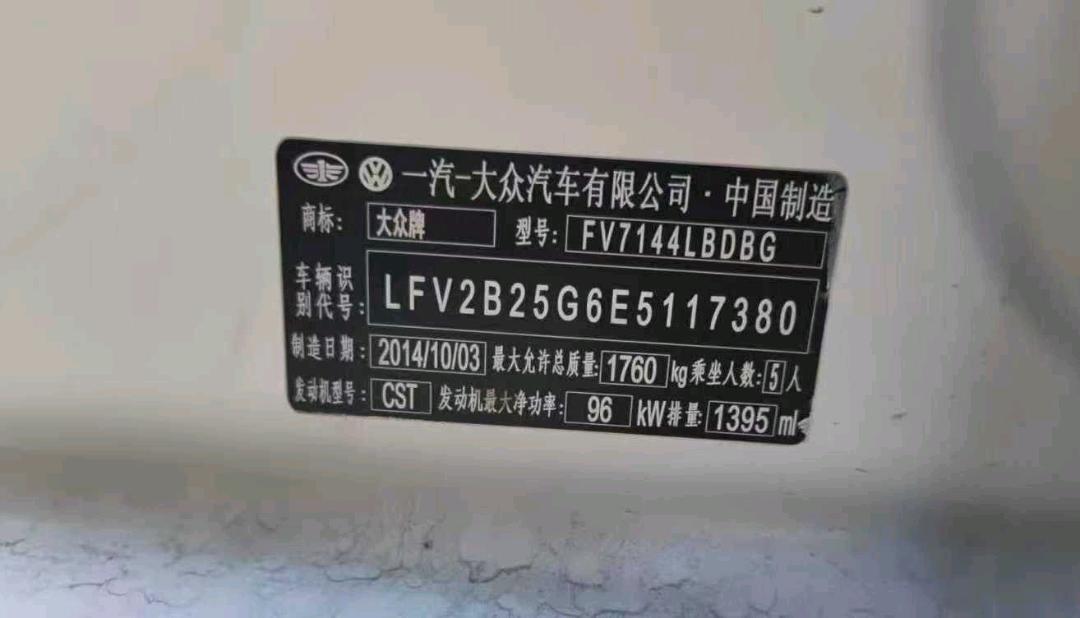 一汽-大众汽车有限公司·中国制造
商标: 大众牌 型号: FV7144LBDBG
车辆识别代号: LFV2B25G6E5117380
制造日期: 2014/10/03 最大允许总质量: 1760 kg 乘坐人数: 5 人
发动机型号: CST 发动机最大净功率: 96 kW 排量: 1395 ml